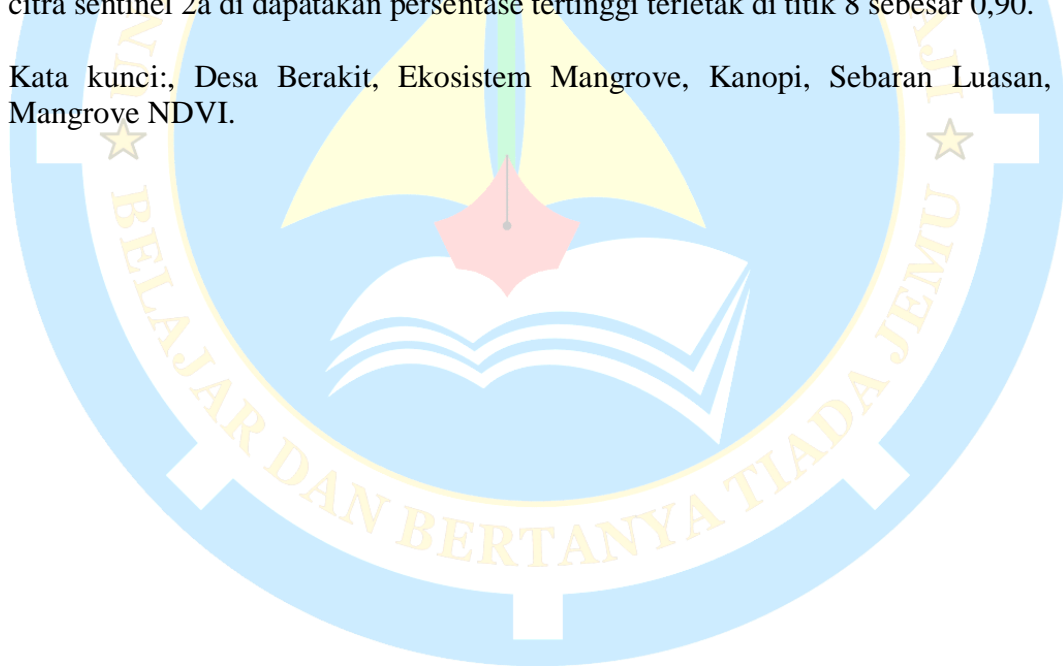 citra sentinel 2a di dapatakan persentase tertinggi terletak di titik 8 sebesar 0,90.
Kata kunci:, Desa Berakit, Ekosistem Mangrove, Kanopi, Sebaran Luasan,
Mangrove NDVI.
BELAJAR DAN BERTANYA TIADA JEMU